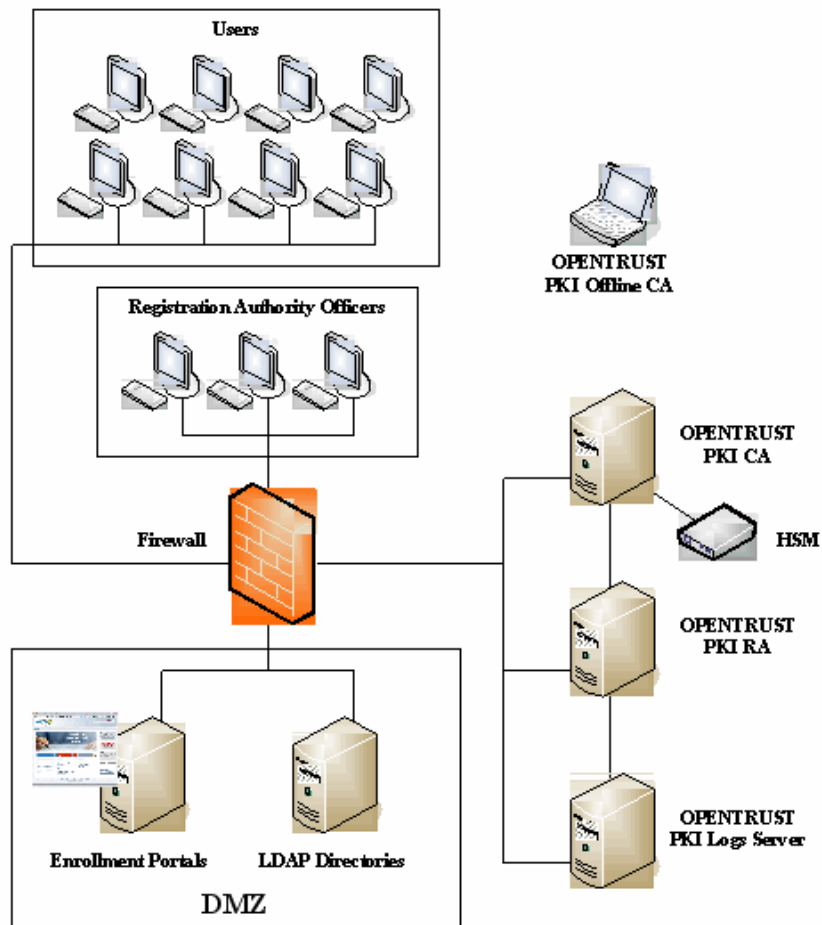 Users
OPENTRUST
PKI Offline CA
Registration Authority Officers
OPENTRUST
PKI CA
Firewall
HSM
OPENTRUST
PKI RA
OPENTRUST
PKI Logs Server
Enrollment Portals
LDAP Directories
DMZ